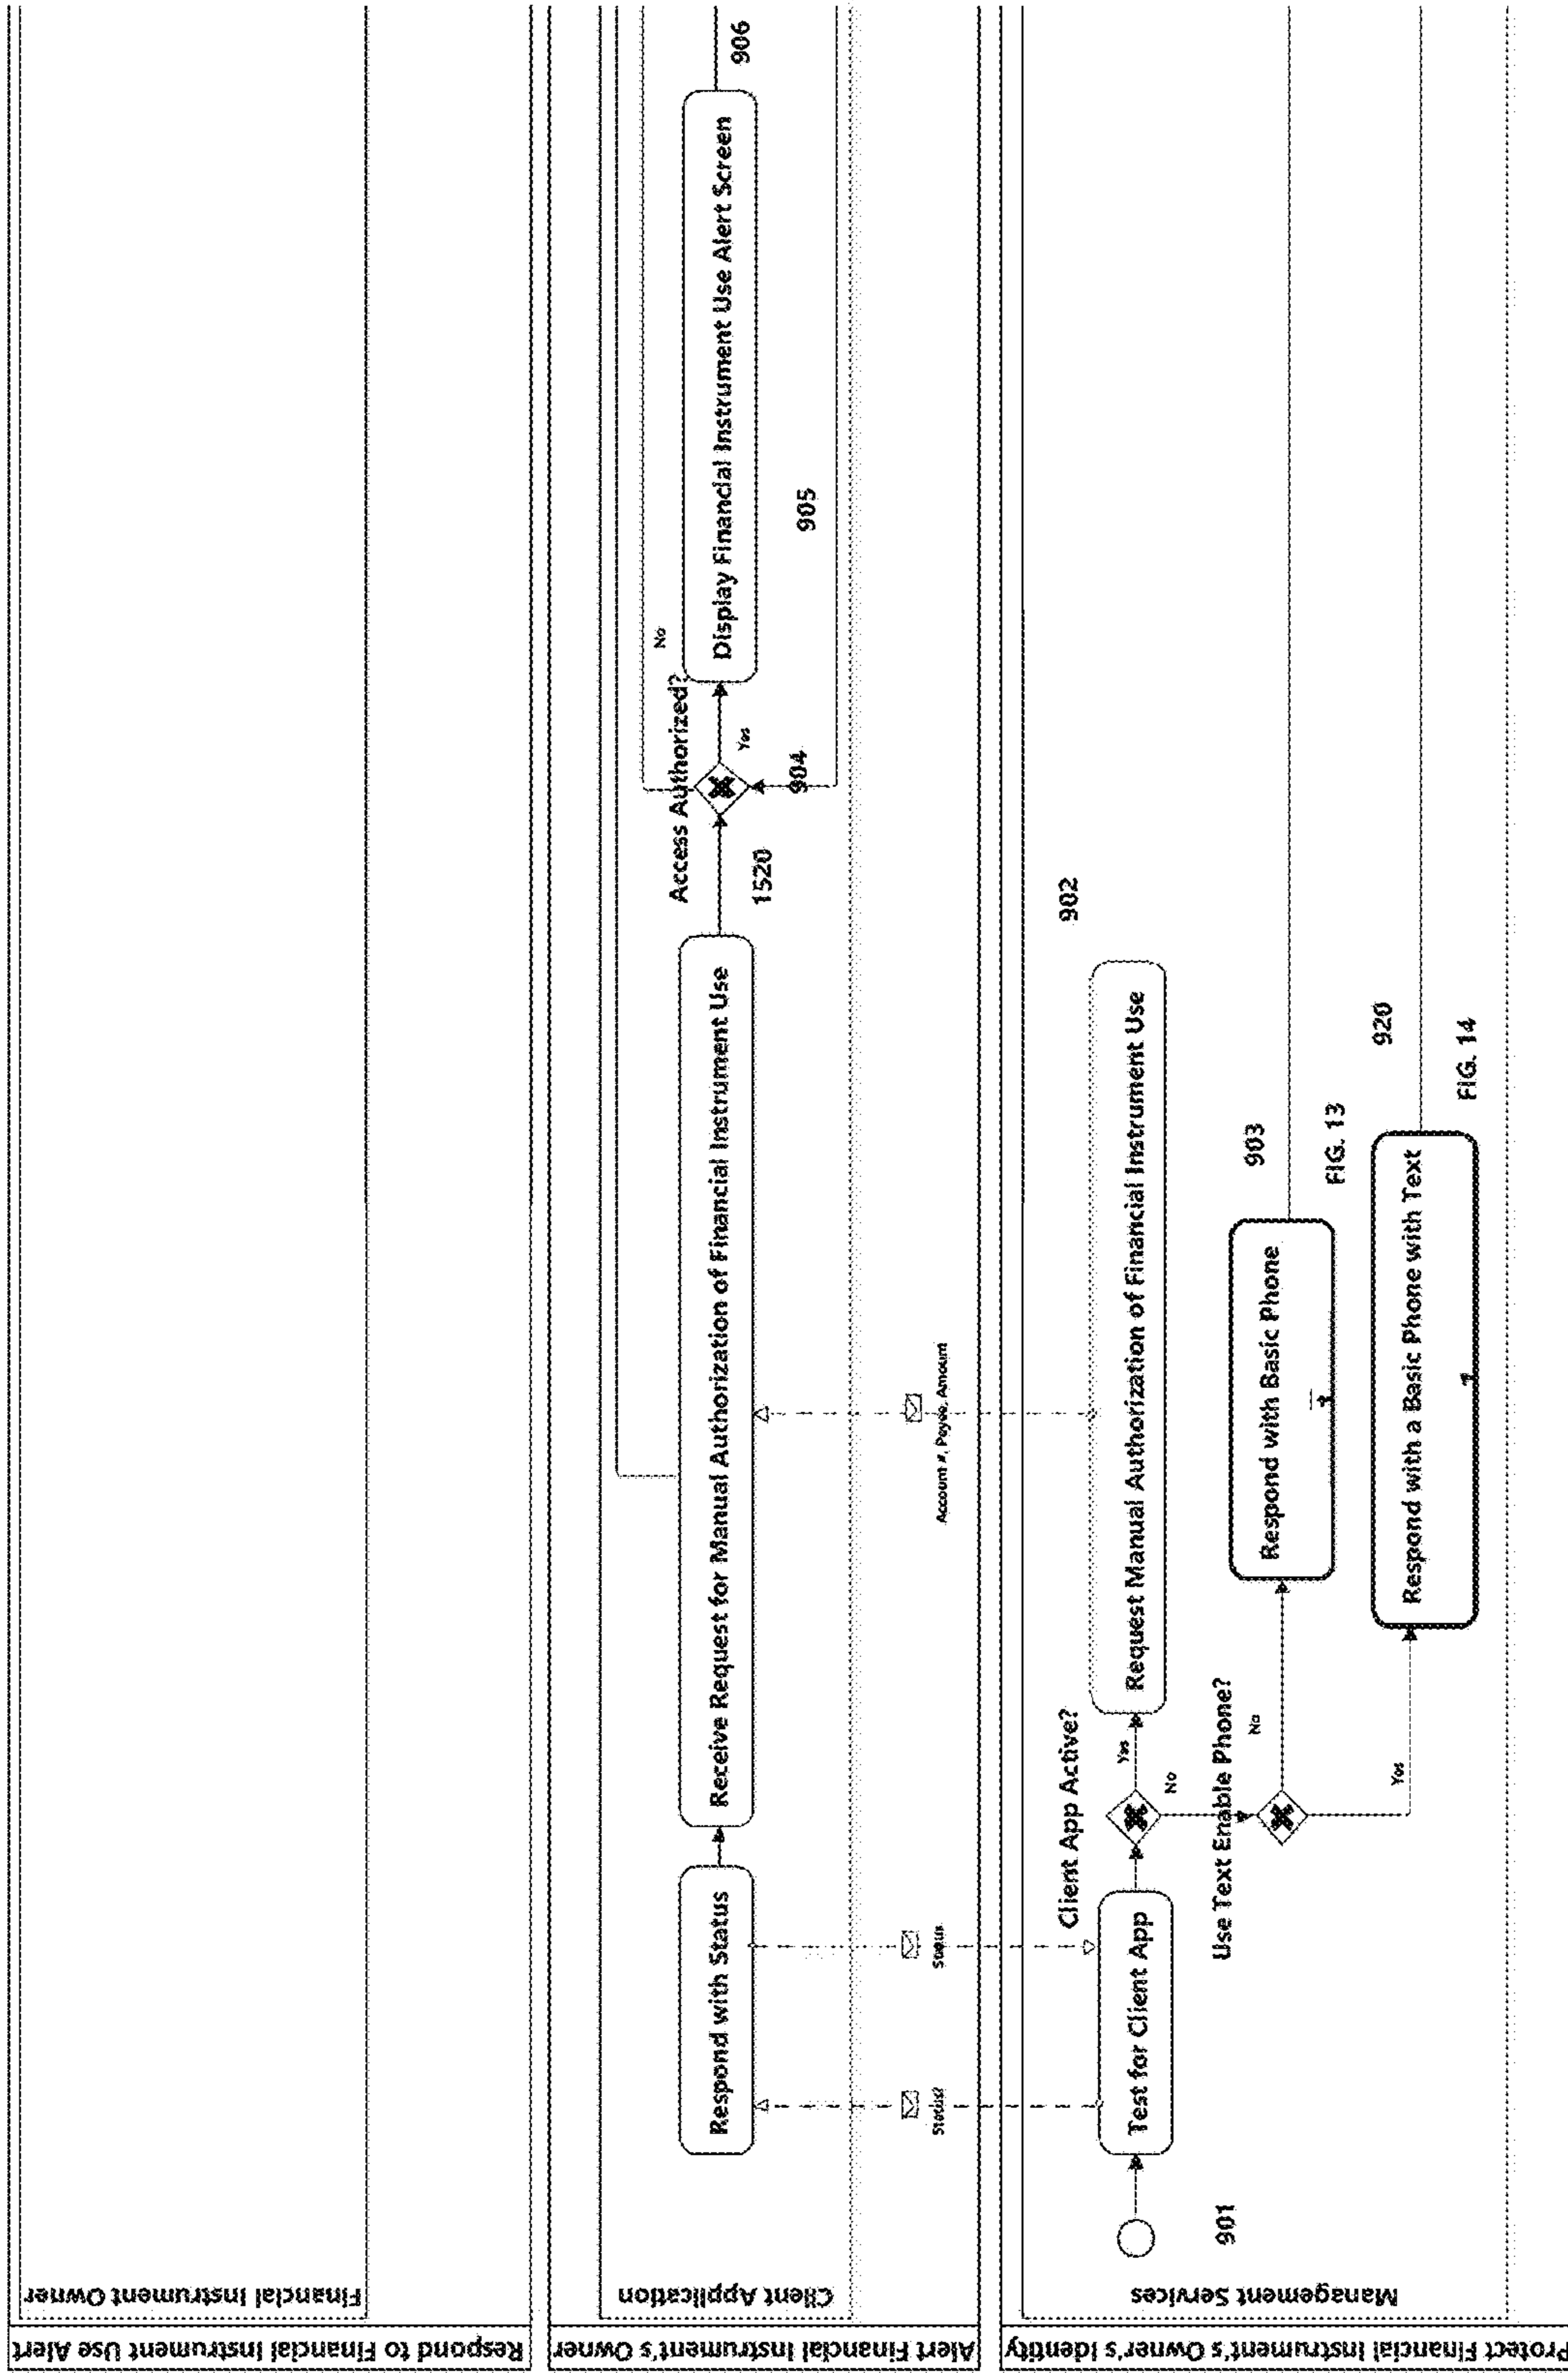 Respond to Financial Instrument Use Alert
Financial Instrument Owner
Alert Financial Instrument's Owner
Client Application
Respond with Status
Receive Request for Manual Authorization of Financial Instrument Use
1520
Access Authorized?
No
Yes
904
Display Financial Instrument Use Alert Screen
905
906
Status?
Status
Account #, Payee, Amount
Protect Financial Instrument's Owner's Identity
Management Services
901
Test for Client App
Client App Active?
Yes
No
Request Manual Authorization of Financial Instrument Use
902
Use Text Enable Phone?
No
Yes
Respond with Basic Phone
903
FIG. 13
Respond with a Basic Phone with Text
920
FIG. 14